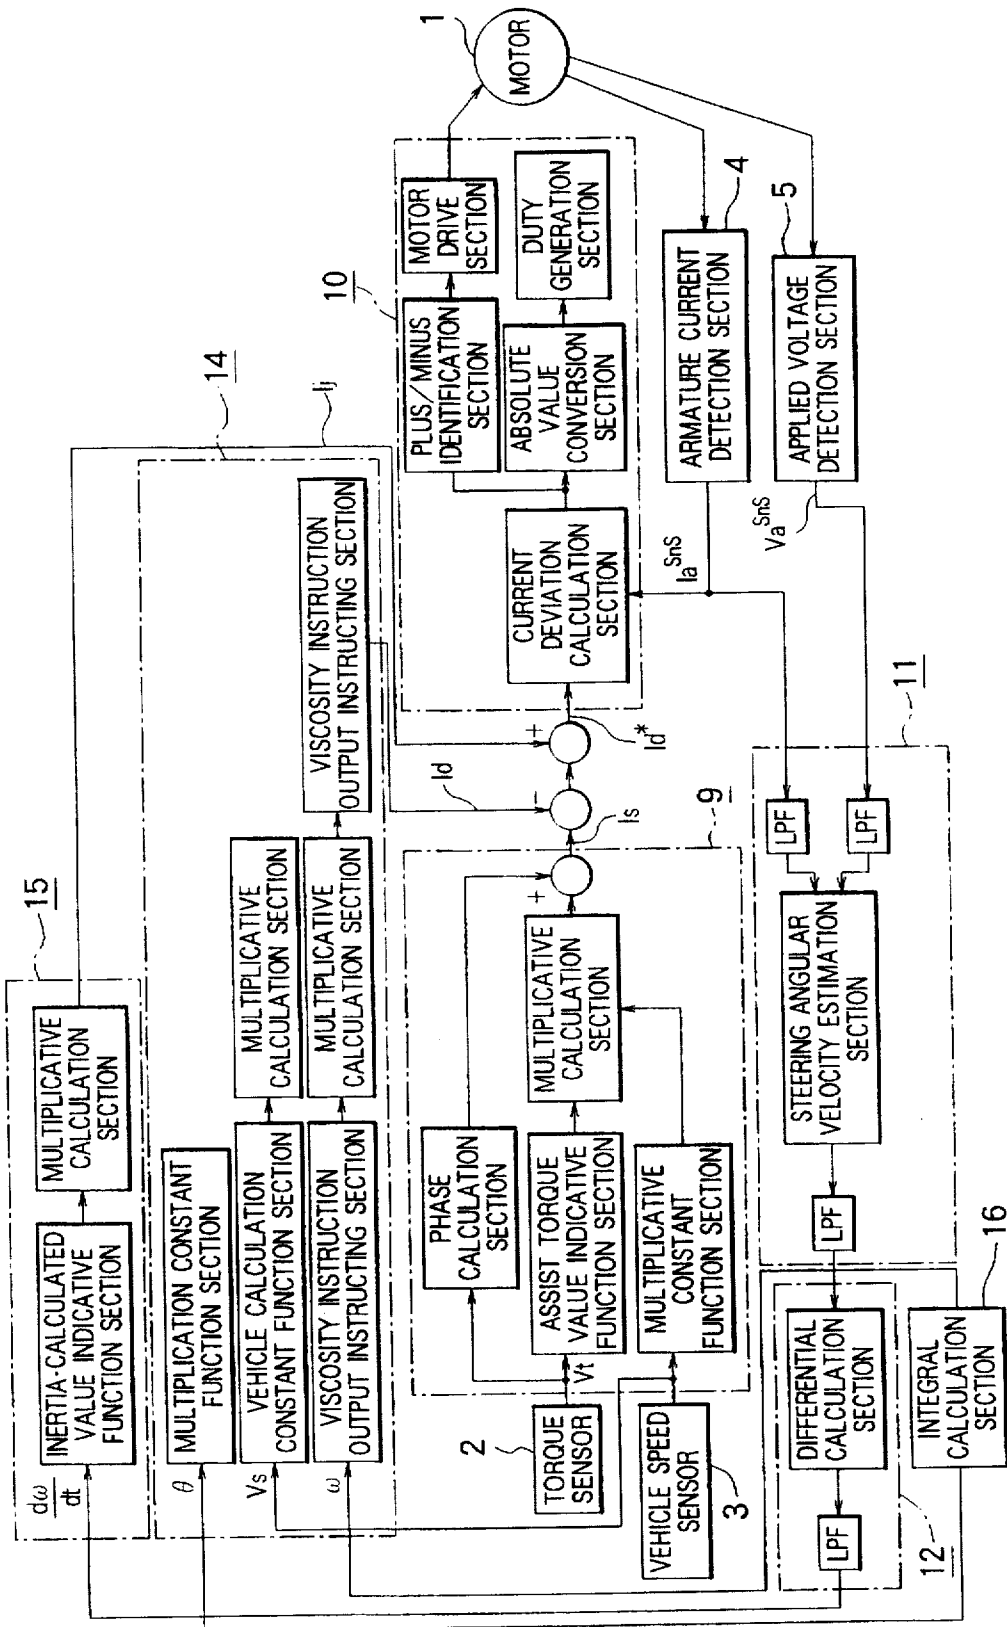 15
INERTIA-CALCULATED
VALUE INDICATIVE
FUNCTION SECTION
MULTIPLICATIVE
CALCULATION
SECTION
dω
dt
14
Ij
MULTIPLICATION CONSTANT
FUNCTION SECTION
θ
VEHICLE CALCULATION
CONSTANT FUNCTION SECTION
Vs
VISCOSITY INSTRUCTION
OUTPUT INSTRUCTING SECTION
ω
MULTIPLICATIVE
CALCULATION SECTION
MULTIPLICATIVE
CALCULATION SECTION
VISCOSITY INSTRUCTION
OUTPUT INSTRUCTING SECTION
Id
9
PHASE
CALCULATION
SECTION
ASSIST TORQUE
VALUE INDICATIVE
FUNCTION SECTION
MULTIPLICATIVE
CONSTANT
FUNCTION SECTION
MULTIPLICATIVE
CALCULATION
SECTION
+
Is
-
+
Id*
2
TORQUE
SENSOR
Vt
VEHICLE SPEED
SENSOR
3
10
CURRENT
DEVIATION
CALCULATION
SECTION
PLUS/MINUS
IDENTIFICATION
SECTION
MOTOR
DRIVE
SECTION
ABSOLUTE
VALUE
CONVERSION
SECTION
DUTY
GENERATION
SECTION
1
MOTOR
4
ARMATURE CURRENT
DETECTION SECTION
IaSnS
5
APPLIED VOLTAGE
DETECTION SECTION
VaSnS
11
LPF
LPF
STEERING ANGULAR
VELOCITY ESTIMATION
SECTION
LPF
12
DIFFERENTIAL
CALCULATION
SECTION
LPF
16
INTEGRAL
CALCULATION
SECTION